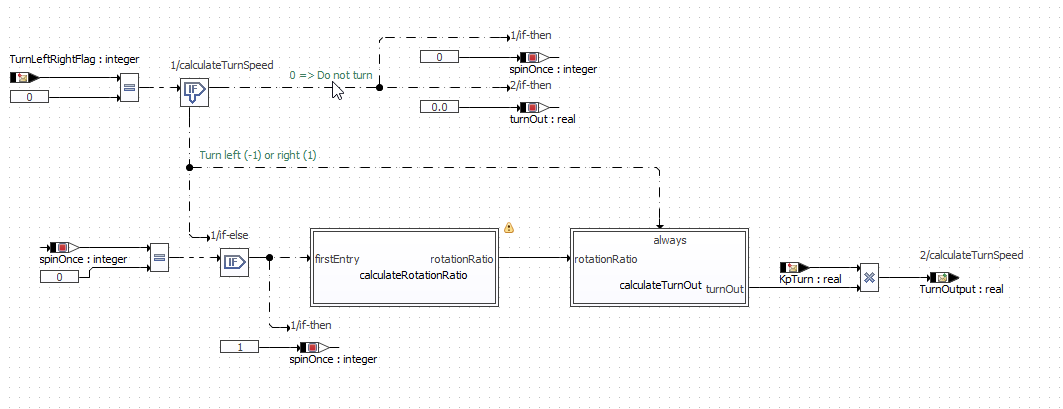 1/if-then
TurnLeftRightFlag : integer
0
1/calculateTurnSpeed
spinOnce : integer
0 => Do not turn
=
IF
2/if-then
0
0.0
turnOut : real
Turn left (-1) or right (1)
1/if-else
always
=
spinOnce : integer
IF
firstEntry
rotationRatio
rotationRatio
2/calculateTurnSpeed
0
calculateRotationRatio
calculateTurnOut
KpTurn : real
turnOut
TurnOutput : real
1/if-then
1
spinOnce : integer